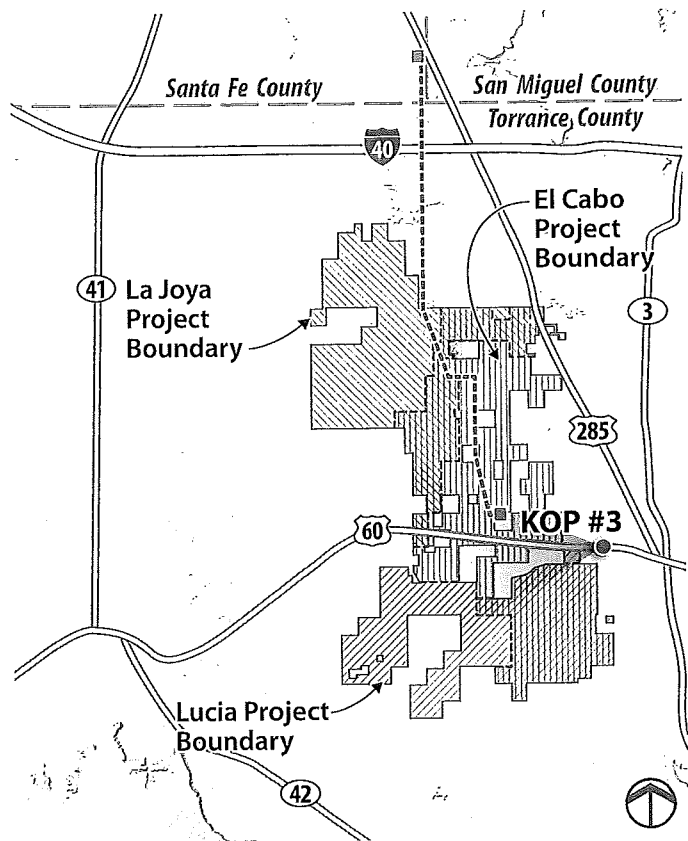 Santa Fe County
San Miguel County
Torrance County
40
El Cabo
Project
Boundary
41
La Joya
Project
Boundary
3
285
KOP #3
60
Lucia Project
Boundary
42